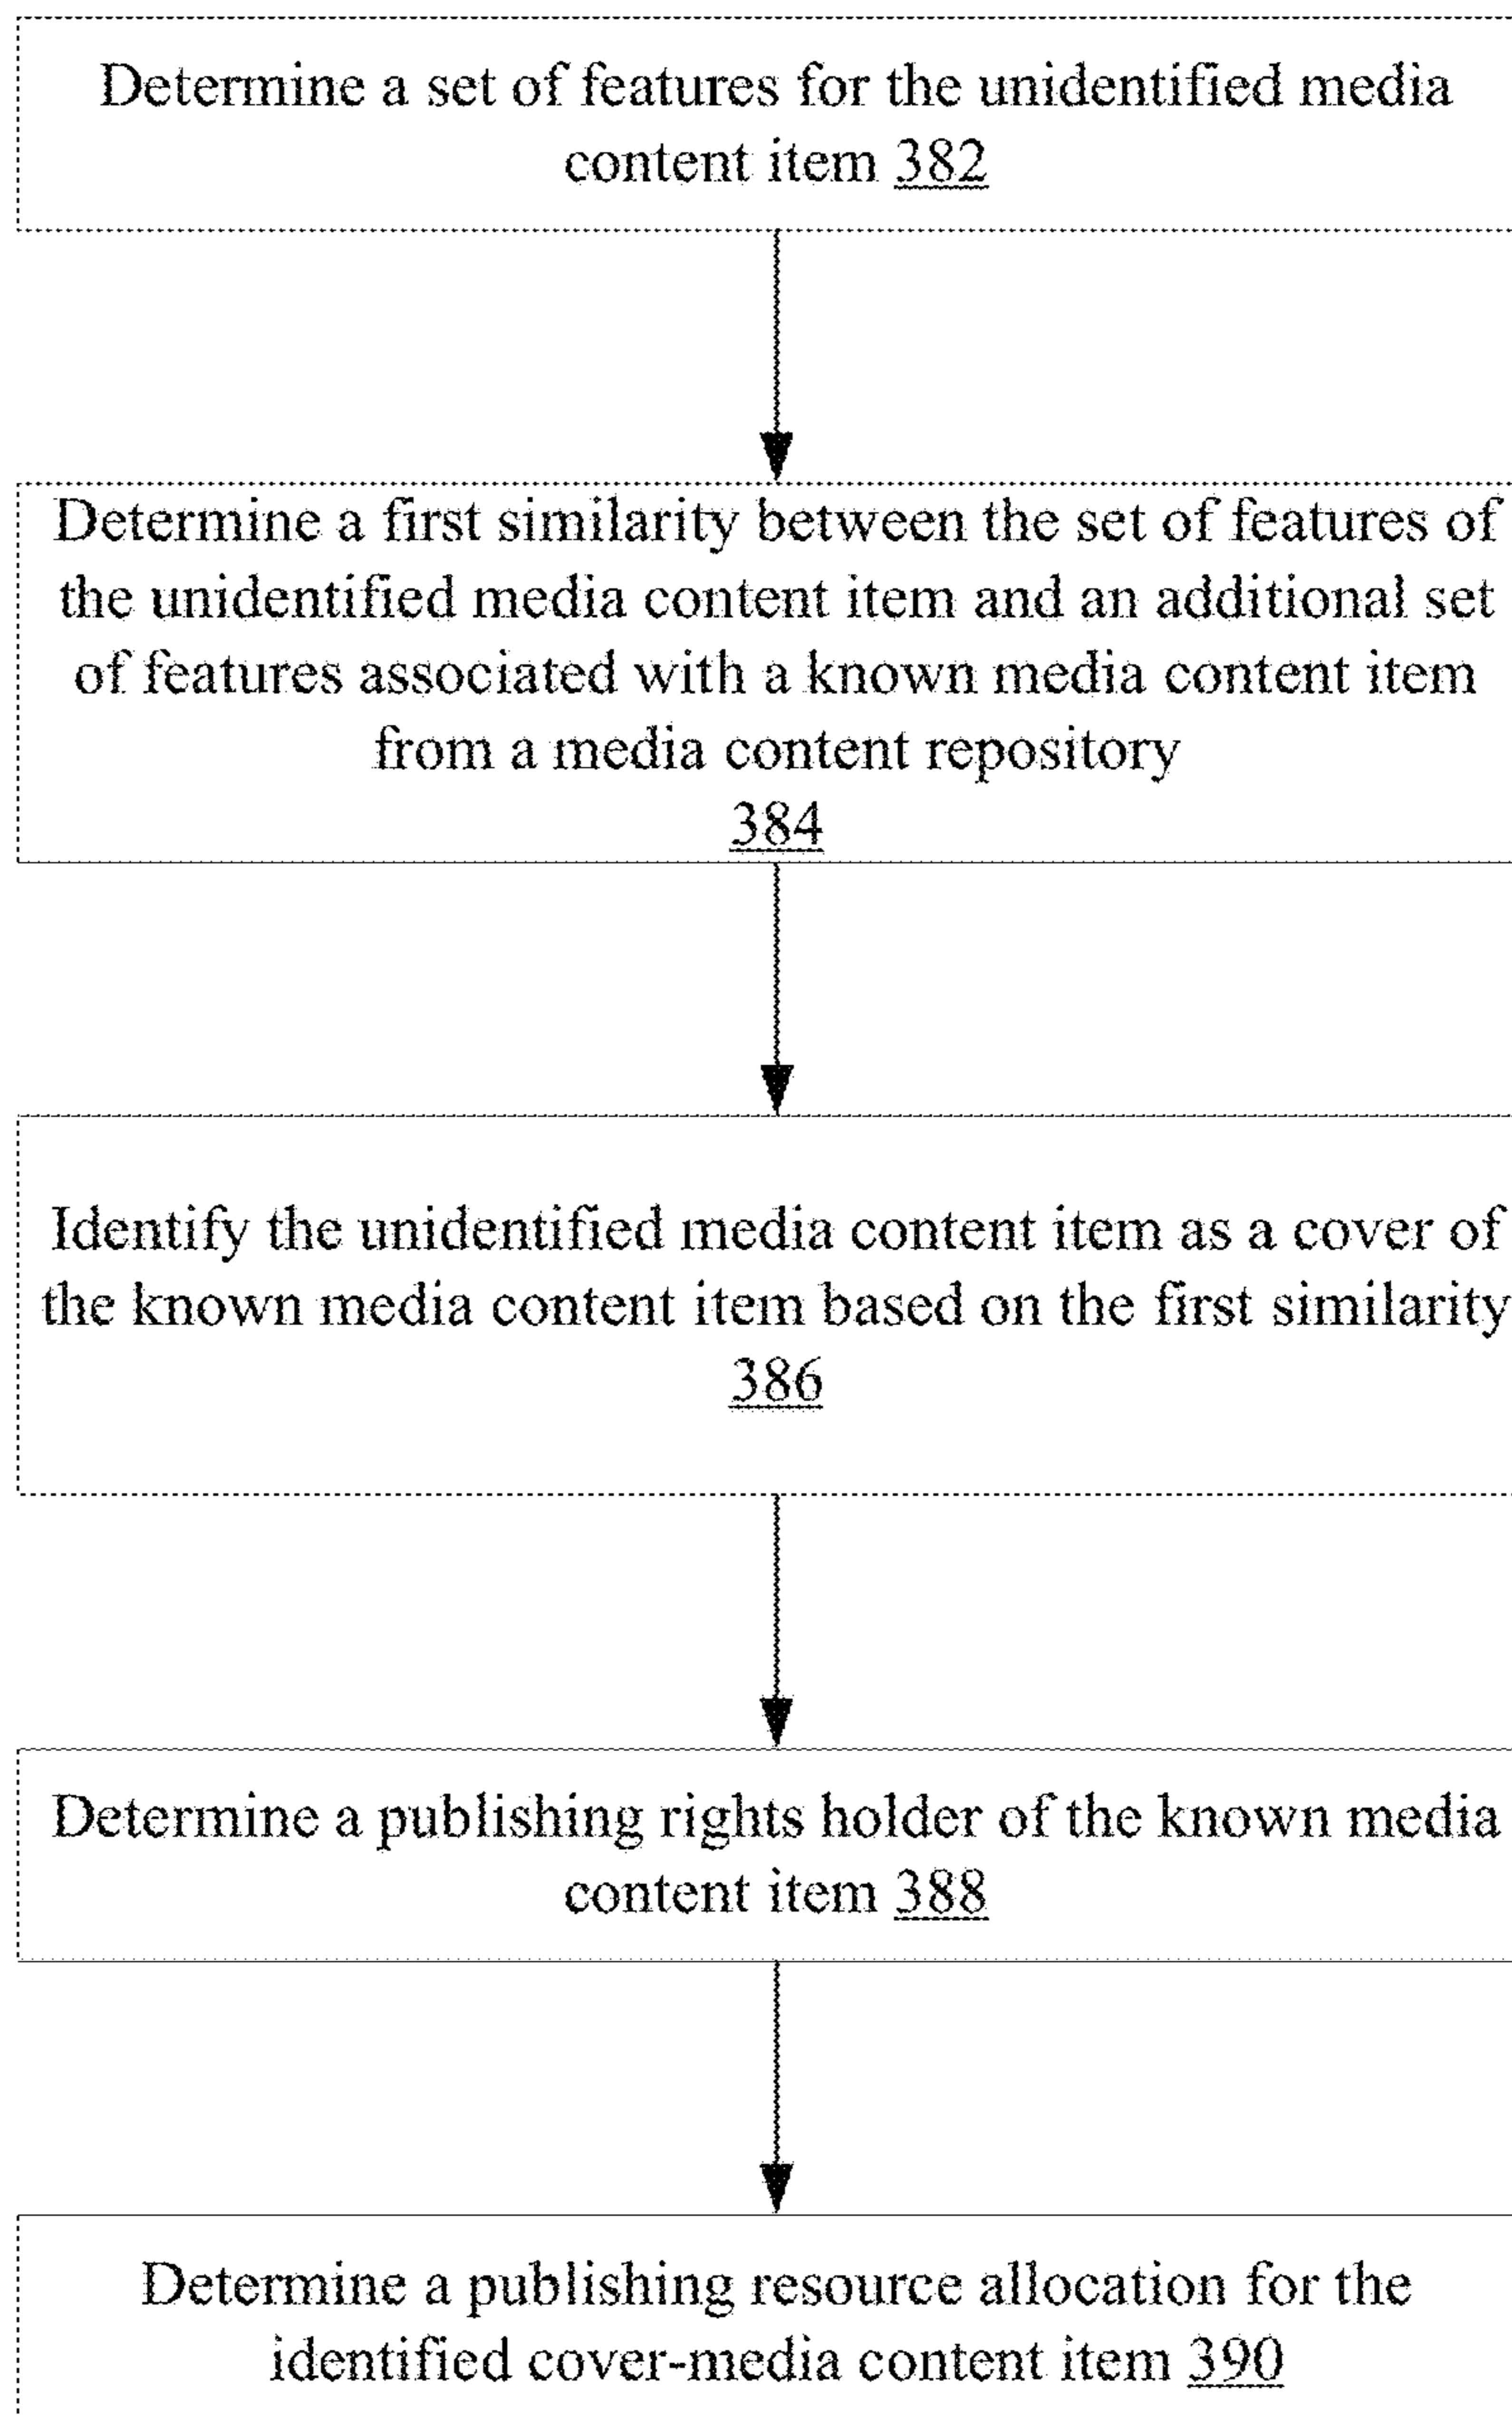 Determine a set of features for the unidentified media
content item 382
Determine a first similarity between the set of features of
the unidentified media content item and an additional set
of features associated with a known media content item
from a media content repository
384
Identify the unidentified media content item as a cover of
the known media content item based on the first similarity
386
Determine a publishing rights holder of the known media
content item 388
Determine a publishing resource allocation for the
identified cover-media content item 390